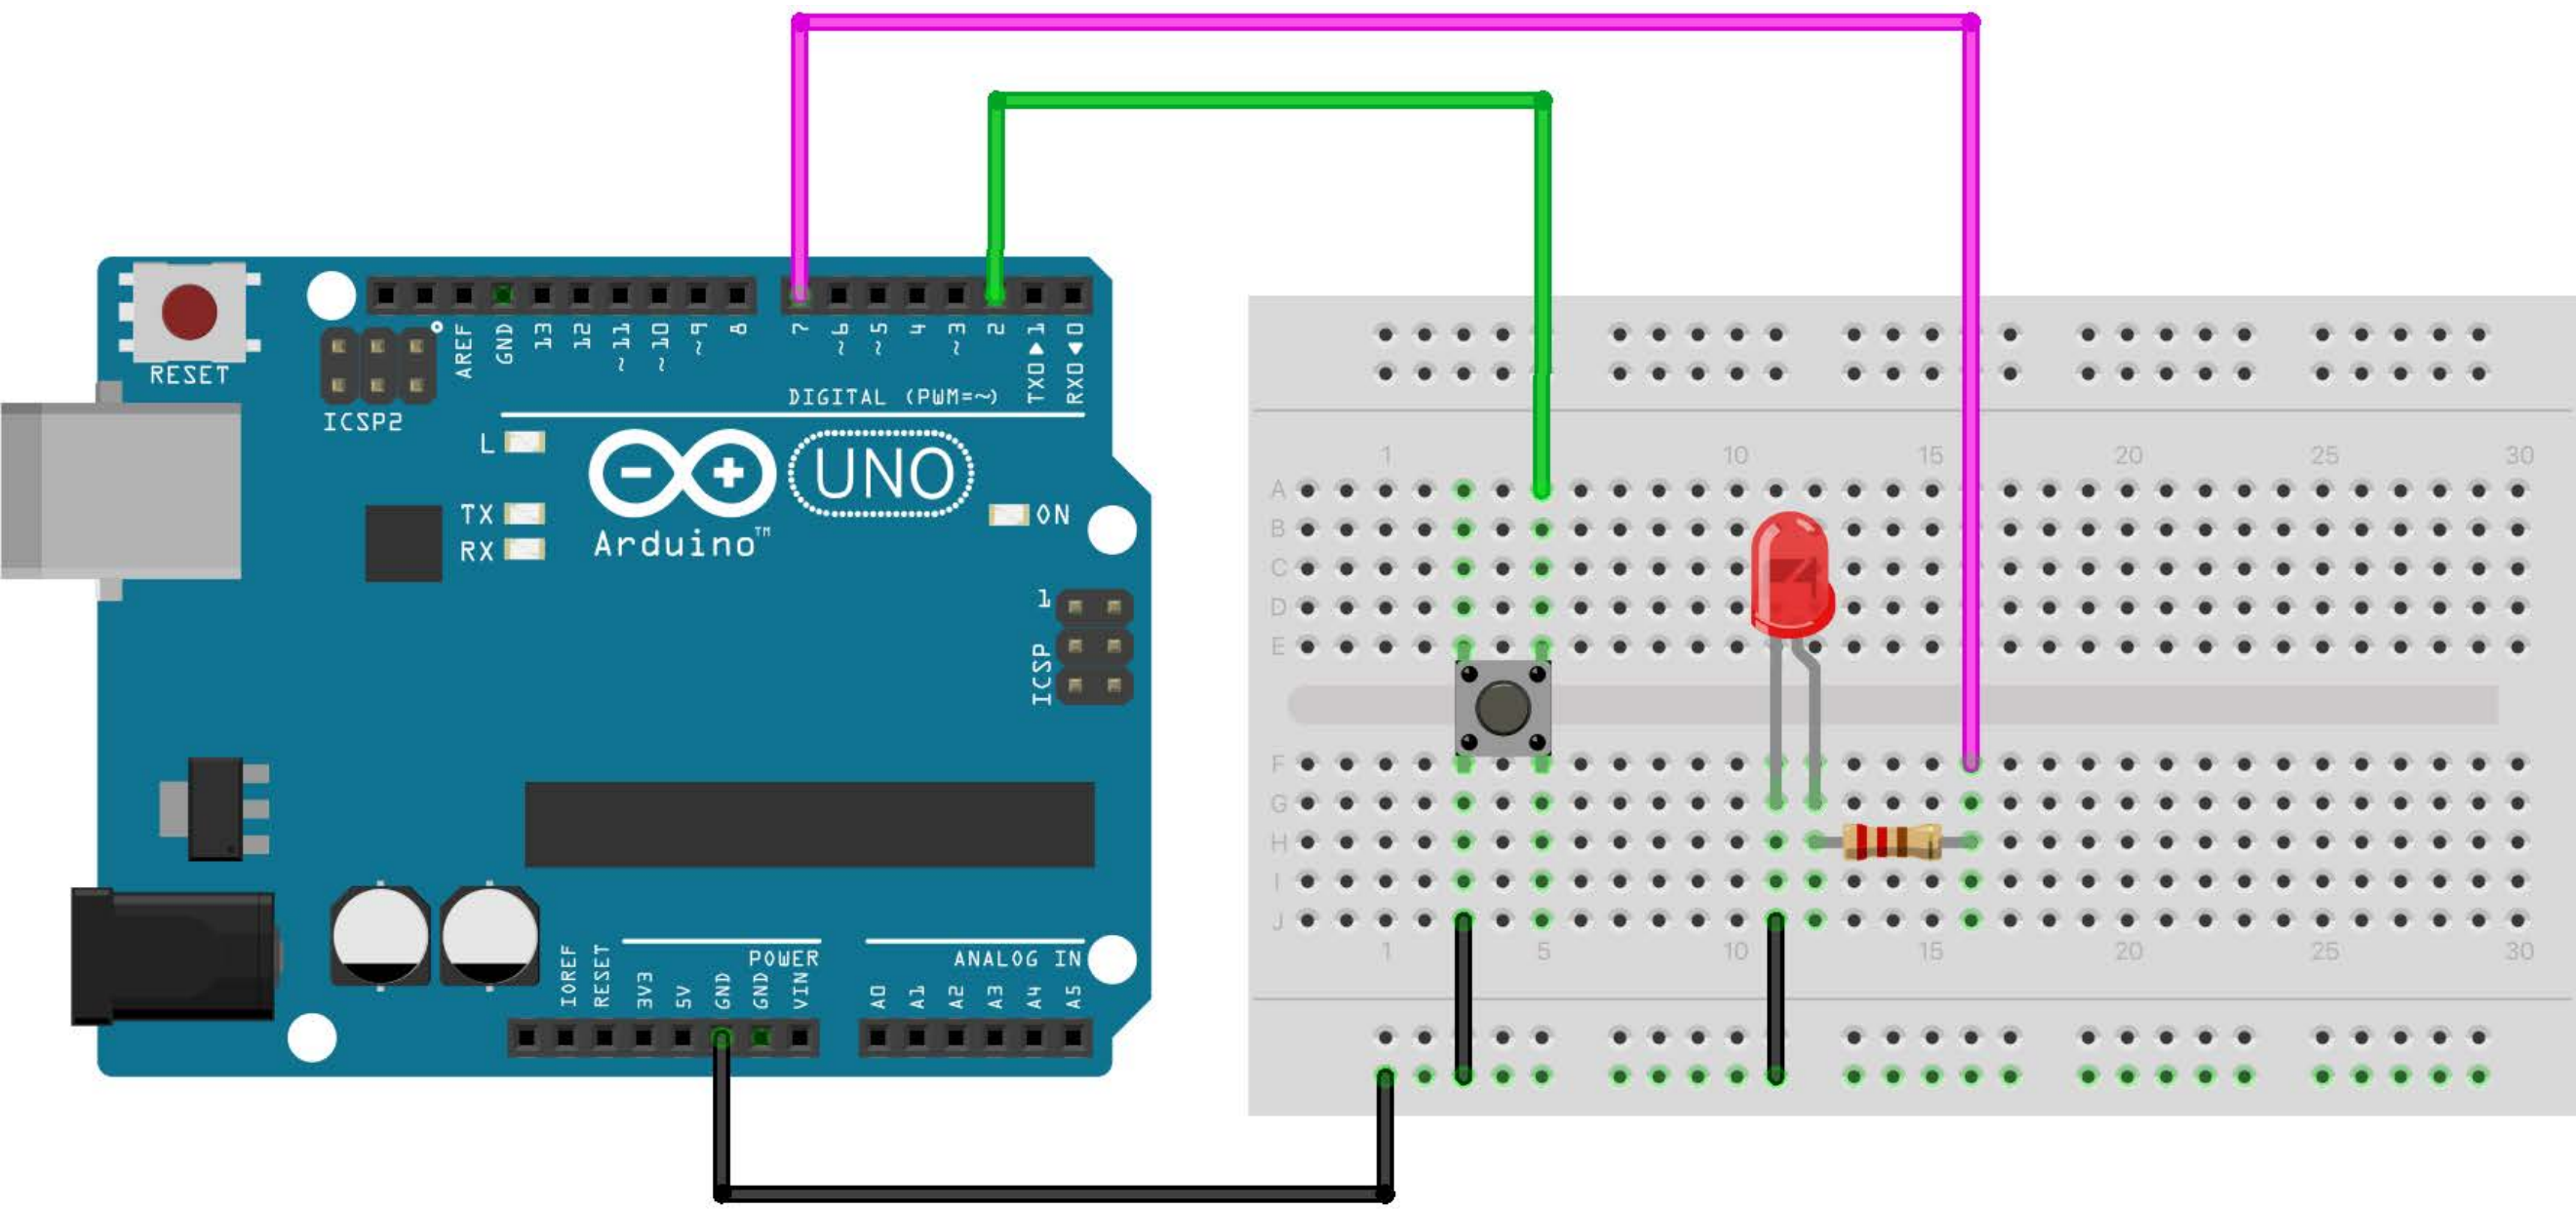 RESET
ICSP2
AREF
GND
13
12
~11
~10
~9
8
7
~6
~5
4
~3
2
TX0▶1
RX0◀0
DIGITAL (PWM=~)
L
TX
RX
UNO
Arduino™
ON
1
ICSP
IOREF
RESET
3V3
5V
GND
GND
VIN
POWER
ANALOG IN
A0
A1
A2
A3
A4
A5
1 10 15 20 25 30
A
B
C
D
E
F
G
H
I
J
1 5 10 15 20 25 30